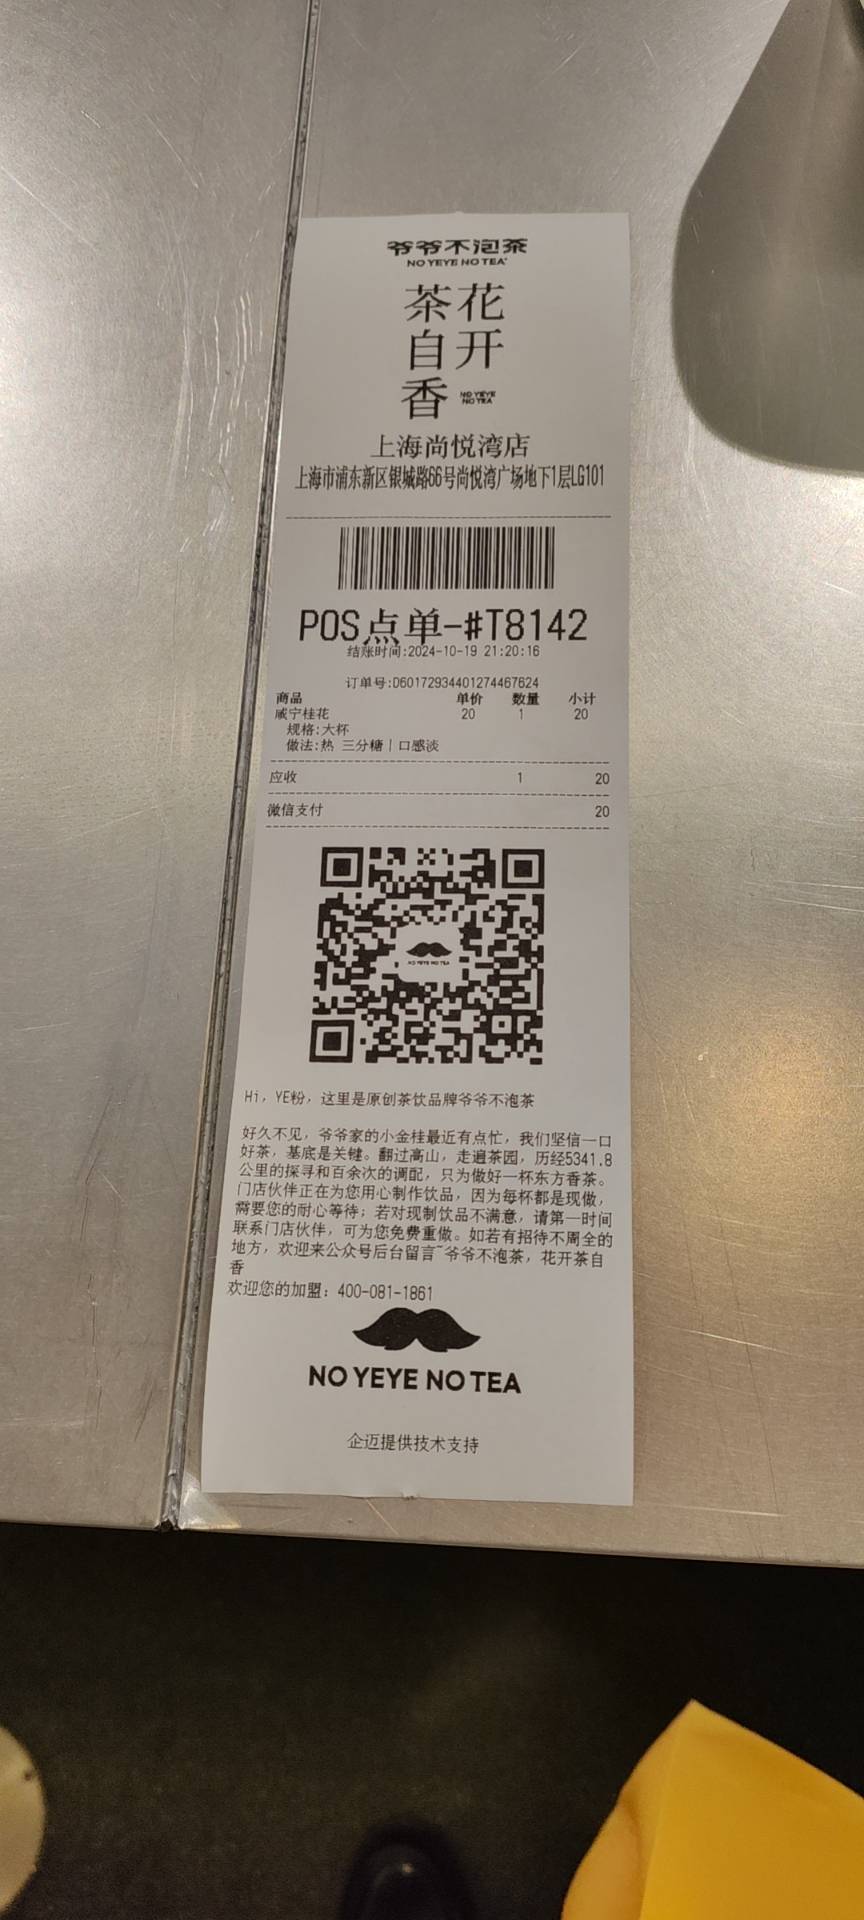 爷爷不泡茶
NO YEYE NO TEA
花开
茶自香
NO YEYE
NO TEA
上海尚悦湾店
上海市浦东新区银城路66号尚悦湾广场地下1层LG101
POS点单-#T8142
结账时间:2024-10-19 21:20:16
订单号:D60172934401274467624
商品 单价 数量 小计
咸宁桂花 20 1 20
规格:大杯
做法:热 三分糖|口感淡
应收 1 20
微信支付 20
NO YEYE NO TEA
Hi，YE粉，这里是原创茶饮品牌爷爷不泡茶
好久不见，爷爷家的小金桂最近有点忙，我们坚信一口
好茶，基底是关键。翻过高山，走遍茶园，历经5341.8
公里的探寻和百余次的调配，只为做好一杯东方香茶。
门店伙伴正在为您用心制作饮品，因为每杯都是现做，
需要您的耐心等待；若对现制饮品不满意，请第一时间
联系门店伙伴，可为您免费重做。如若有招待不周全的
地方，欢迎来公众号后台留言~爷爷不泡茶，花开茶自
香
欢迎您的加盟：400-081-1861
NO YEYE NO TEA
企迈提供技术支持